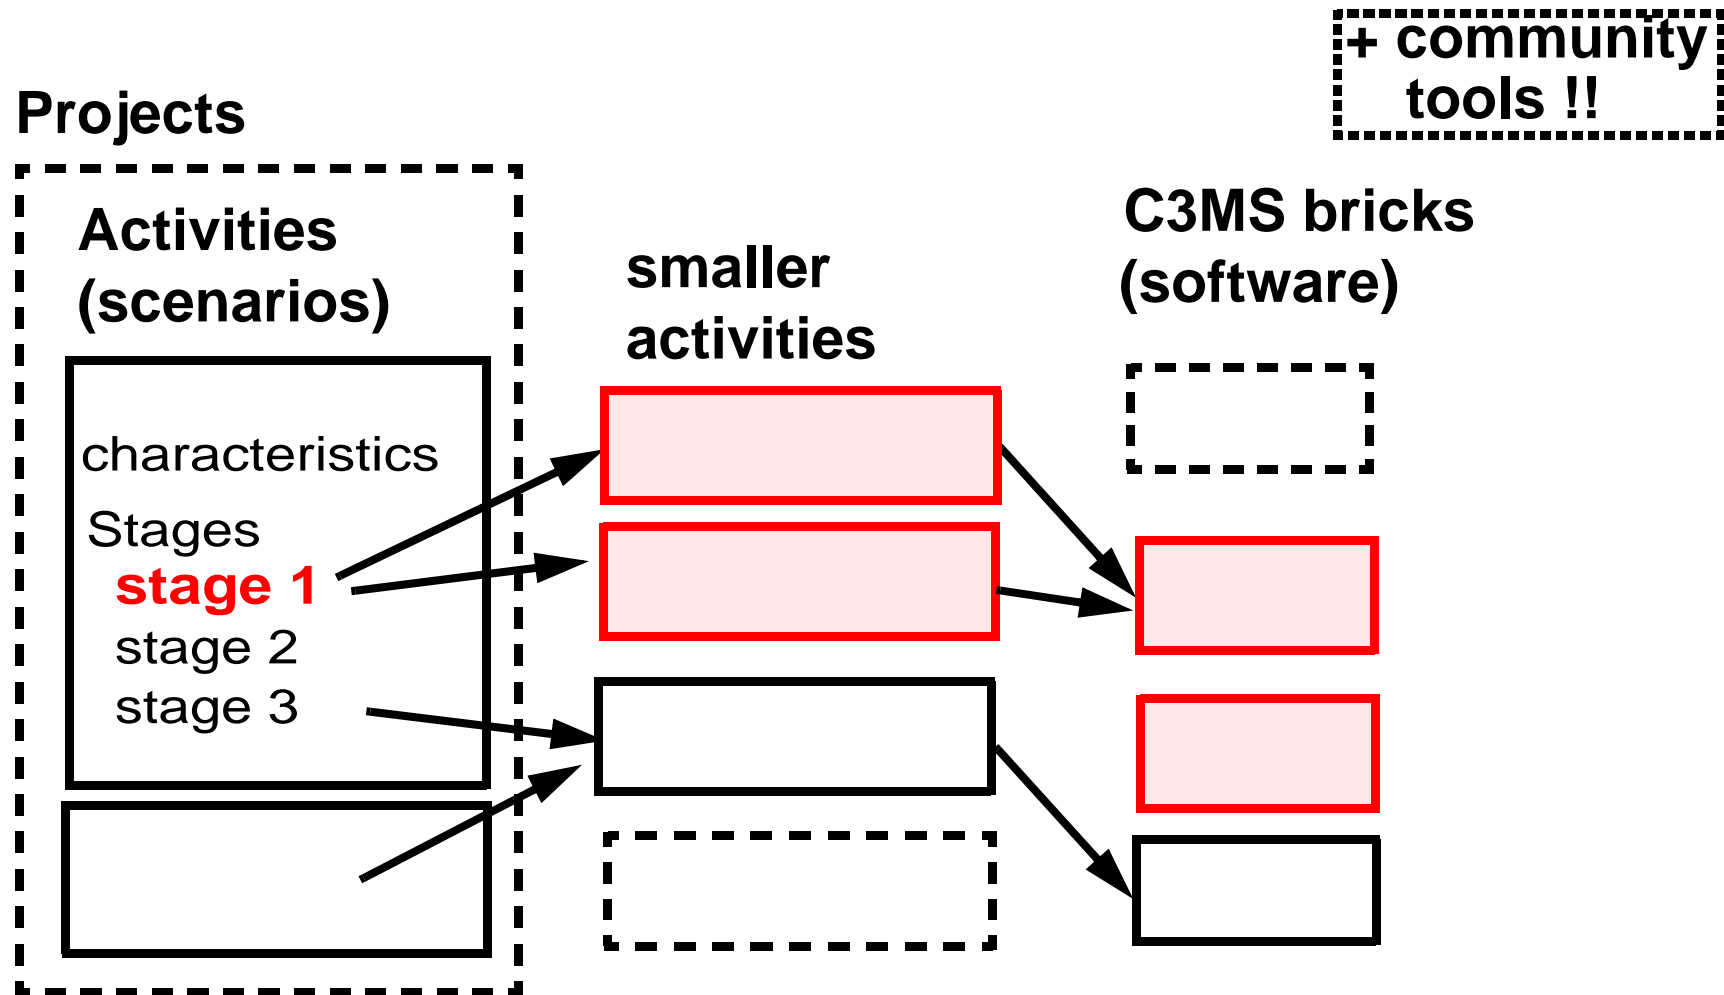 + community
tools !!
Projects
Activities
(scenarios)
characteristics
Stages
stage 1
stage 2
stage 3
smaller
activities
C3MS bricks
(software)